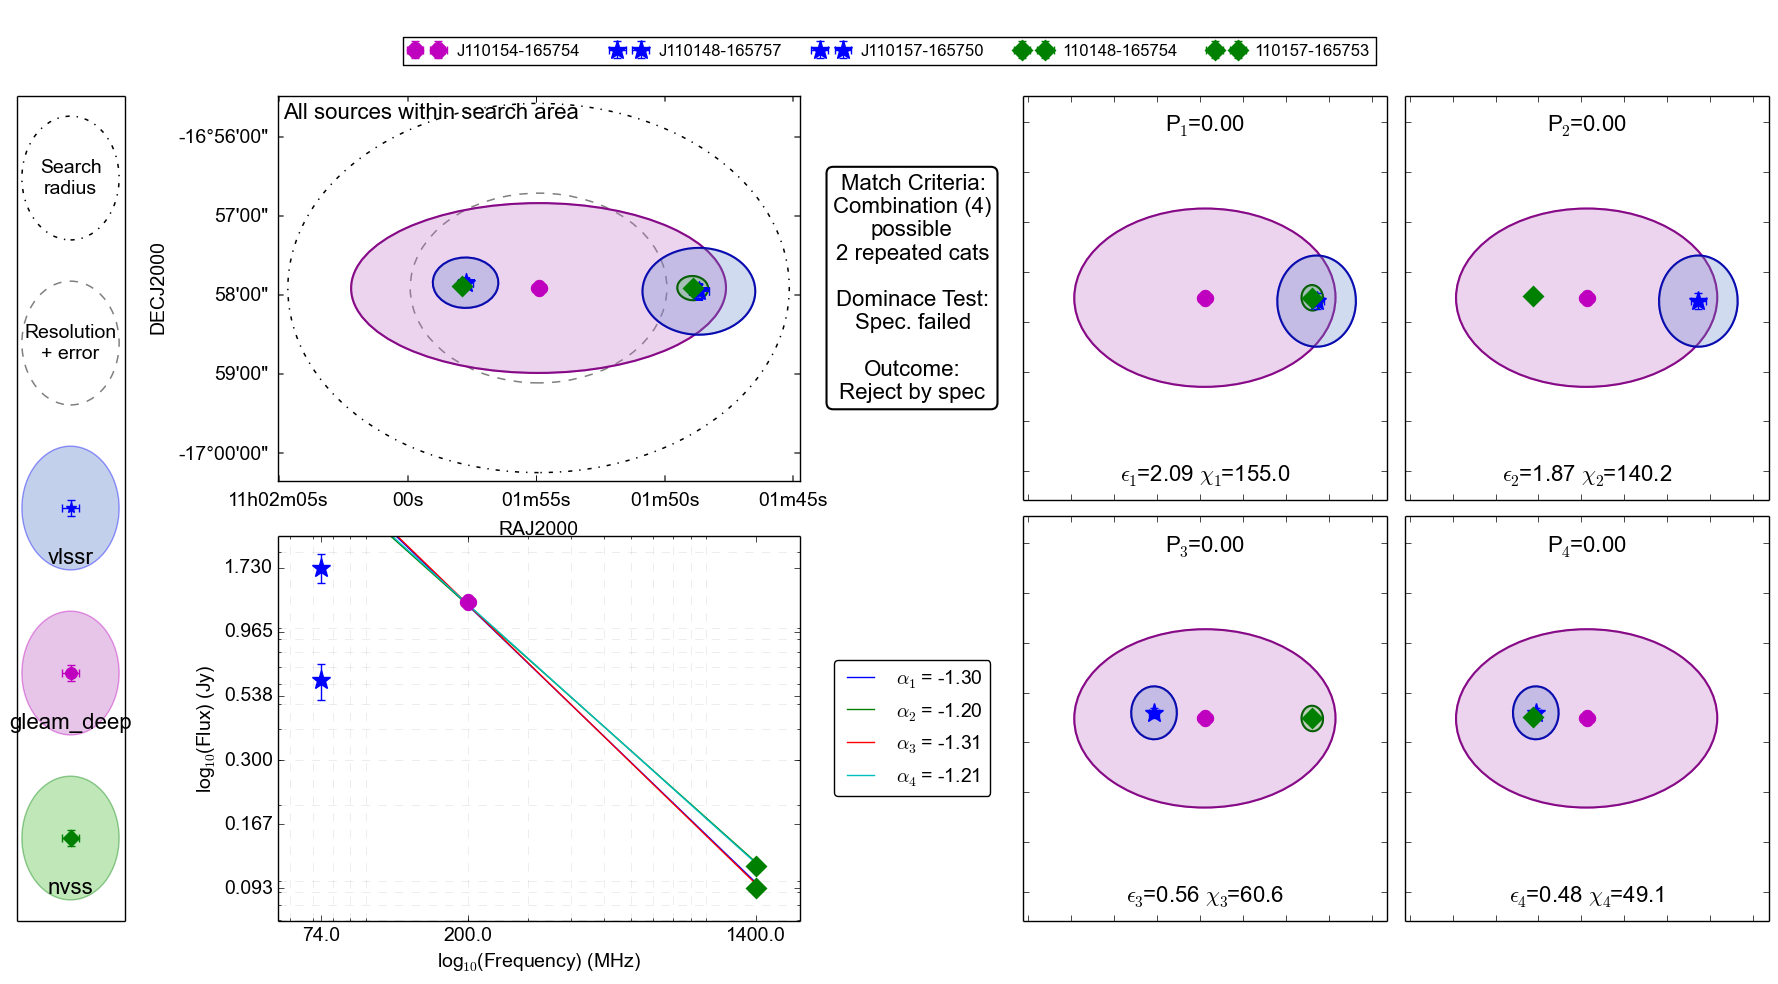 J110154-165754 J110148-165757 J110157-165750 110148-165754 110157-165753
Search
radius
Resolution
+ error
vlssr
gleam_deep
nvss
All sources within search area
-16°56'00"
57'00"
58'00"
59'00"
-17°00'00"
DECJ2000
11h02m05s 00s 01m55s 01m50s 01m45s
RAJ2000
Match Criteria:
Combination (4)
possible
2 repeated cats
Dominace Test:
Spec. failed
Outcome:
Reject by spec
P1=0.00
ϵ1=2.09 χ1=155.0
P2=0.00
ϵ2=1.87 χ2=140.2
1.730
0.965
0.538
0.300
0.167
0.093
log10(Flux) (Jy)
74.0 200.0 1400.0
log10(Frequency) (MHz)
α1 = -1.30
α2 = -1.20
α3 = -1.31
α4 = -1.21
P3=0.00
ϵ3=0.56 χ3=60.6
P4=0.00
ϵ4=0.48 χ4=49.1